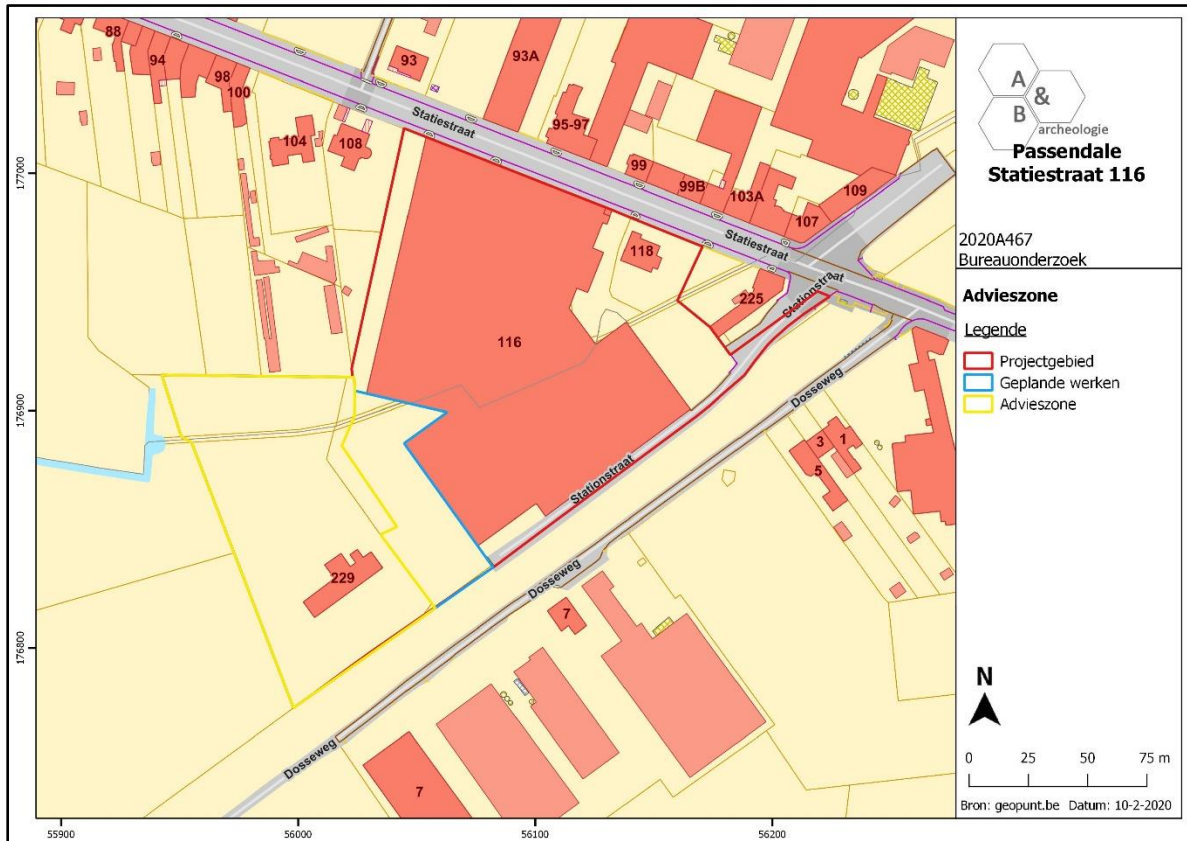 88
94
98
100
93
93A
Statiestraat
104
108
95-97
99
99B
103A
107
109
Statiestraat
118
225
Stationstraat
116
Stationstraat
Dosseweg
3
1
5
229
Dosseweg
7
Dosseweg
7
177000
176900
176800
55900
56000
56100
56200
A
&
B
archeologie
Passendale
Statiestraat 116
2020A467
Bureauonderzoek
Advieszone
Legende
Projectgebied
Geplande werken
Advieszone
N
0 25 50 75 m
Bron: geopunt.be Datum: 10-2-2020